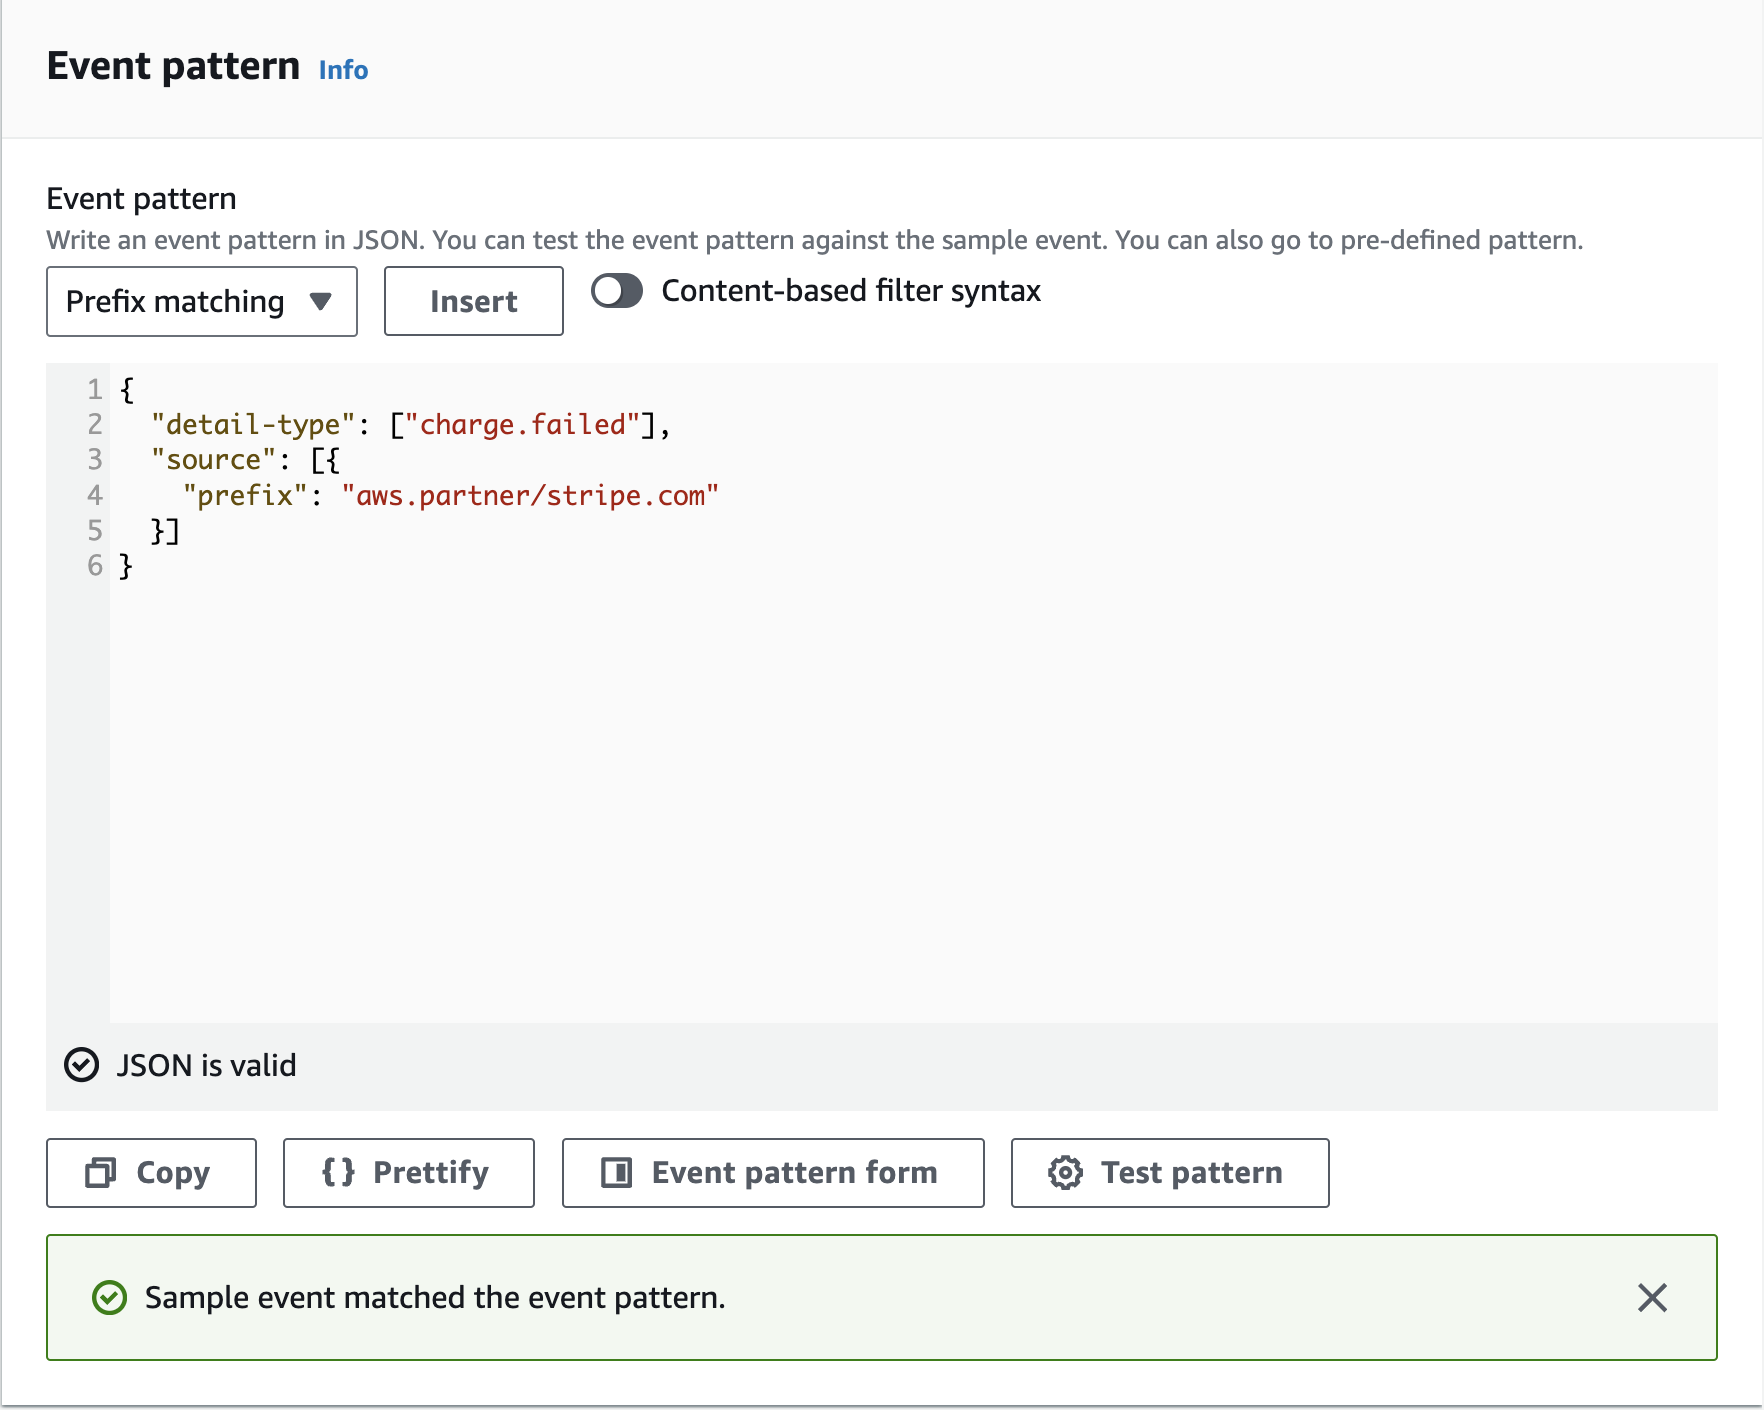 Event pattern Info
Event pattern
Write an event pattern in JSON. You can test the event pattern against the sample event. You can also go to pre-defined pattern.
Prefix matching Insert Content-based filter syntax
1 {
2   "detail-type": ["charge.failed"],
3   "source": [{
4     "prefix": "aws.partner/stripe.com"
5   }]
6 }
JSON is valid
Copy {} Prettify Event pattern form Test pattern
Sample event matched the event pattern.